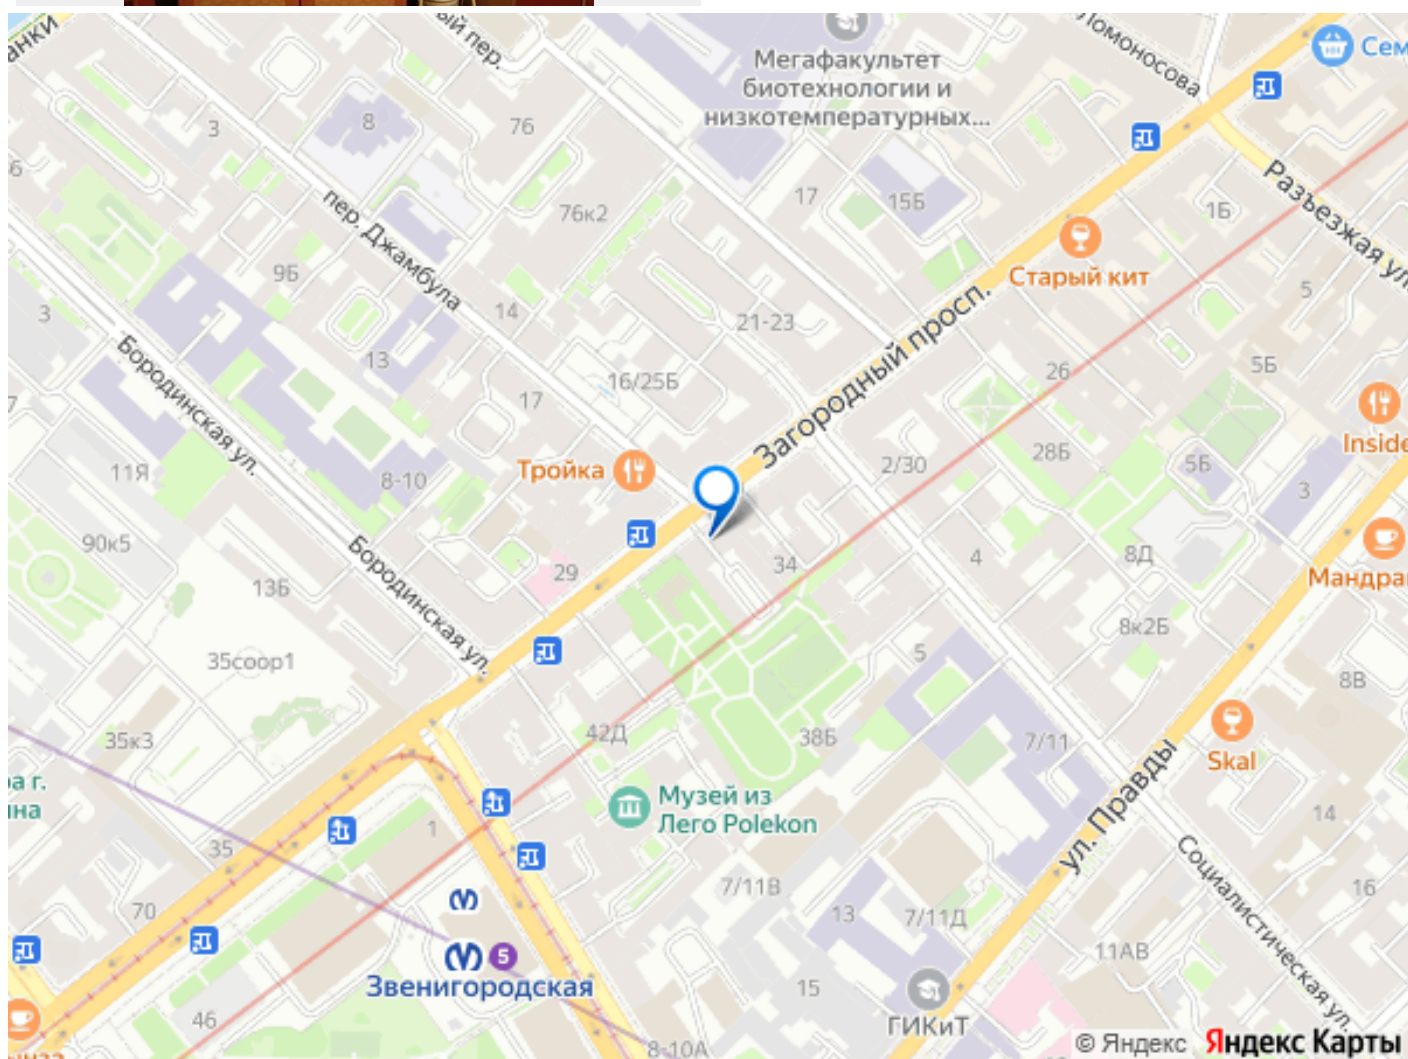 Мегафакультет
биотехнологии и
низкотемпературных...
Ломоносова
Сем
3
8
76
76к2
17
15Б
1Б
Разъезжая ул.
пер. Джамбула
9Б
14
21-23
Старый кит
5
3
13
16/25Б
Загородный просп.
26
5Б
Бородинская ул.
17
Inside
11Я
8-10
Тройка
2/30
28Б
5Б
3
90к5
13Б
29
34
4
8Д
Мандра
Бородинская ул.
8к2Б
35соор1
5
8В
35к3
42Д
38Б
7/11
Skal
ул. Правды
Музей из
Лего Polekon
1
35
14
70
7/11В
13
7/11Д
Социалистическая ул.
16
5
Звенигородская
11АВ
15
46
ГИКиТ
8-10А
© Яндекс Яндекс Карты